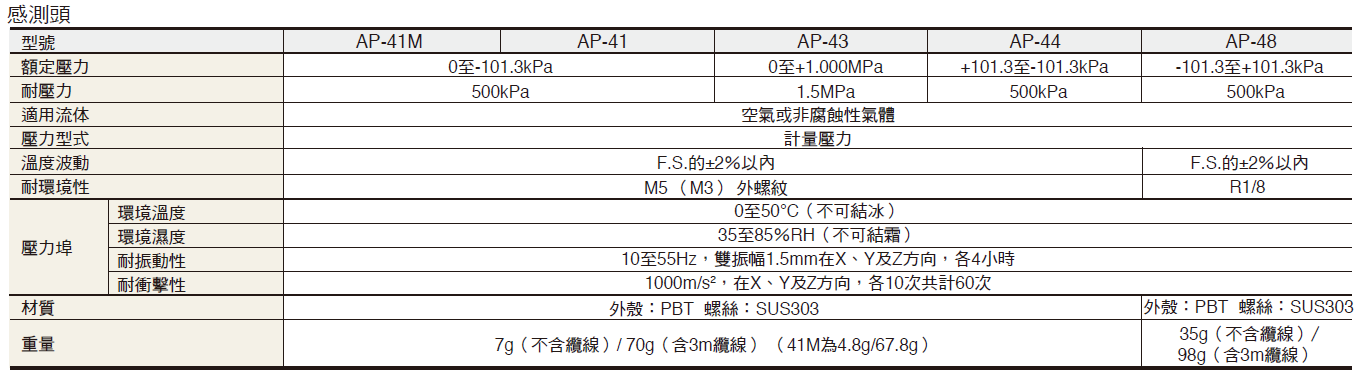 感測頭
型號 AP-41M AP-41 AP-43 AP-44 AP-48
額定壓力 0至-101.3kPa 0至+1.000MPa +101.3至-101.3kPa -101.3至+101.3kPa
耐壓力 500kPa 1.5MPa 500kPa 500kPa
適用流体 空氣或非腐蝕性氣體
壓力型式 計量壓力
溫度波動 F.S.的±2%以內 F.S.的±2%以內
耐環境性 M5（M3）外螺紋 R1/8
壓力埠
環境溫度 0至50°C（不可結冰）
環境濕度 35至85%RH（不可結霜）
耐振動性 10至55Hz，雙振幅1.5mm在X、Y及Z方向，各4小時
耐衝擊性 1000m/s²，在X、Y及Z方向，各10次共計60次
材質 外殼：PBT 螺絲：SUS303 外殼：PBT 螺絲：SUS303
重量 7g（不含纜線）/ 70g（含3m纜線）（41M為4.8g/67.8g） 35g（不含纜線）/
98g（含3m纜線）